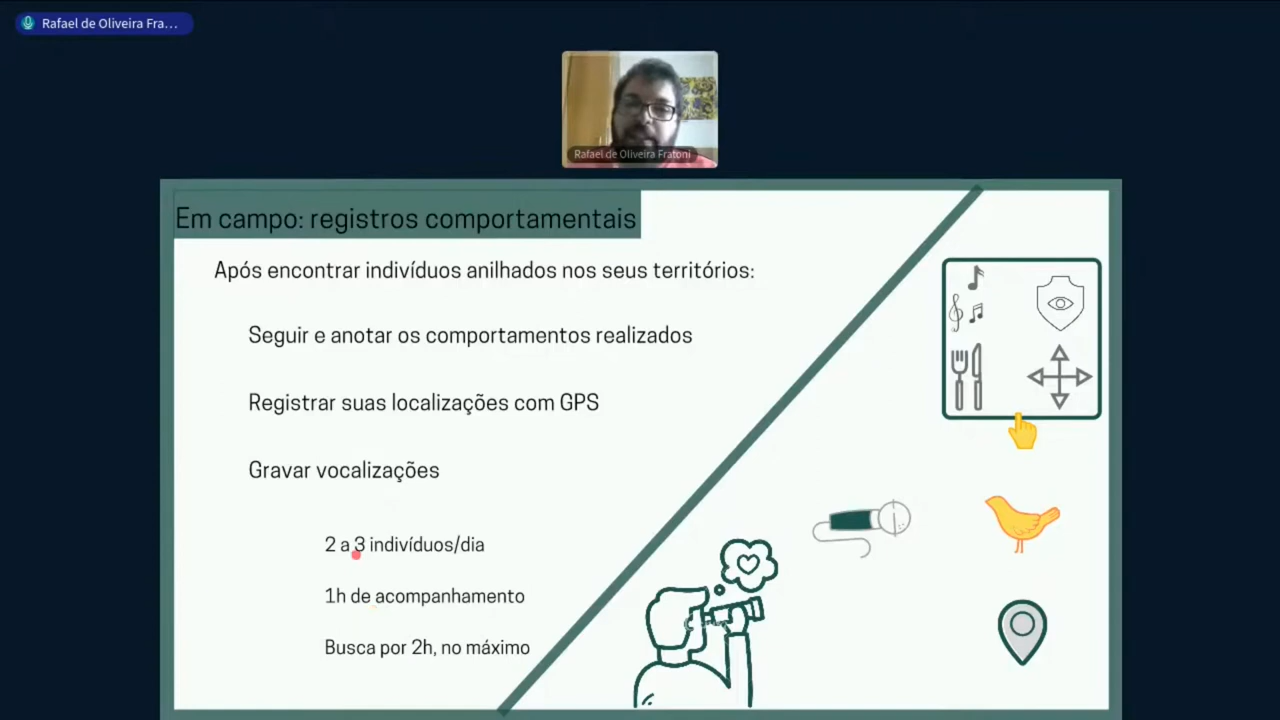 Rafael de Oliveira Fra...
Rafael de Oliveira Fratoni
Em campo: registros comportamentais
Após encontrar indivíduos anilhados nos seus territórios:
Seguir e anotar os comportamentos realizados
Registrar suas localizações com GPS
Gravar vocalizações
2 a 3 indivíduos/dia
1h de acompanhamento
Busca por 2h, no máximo